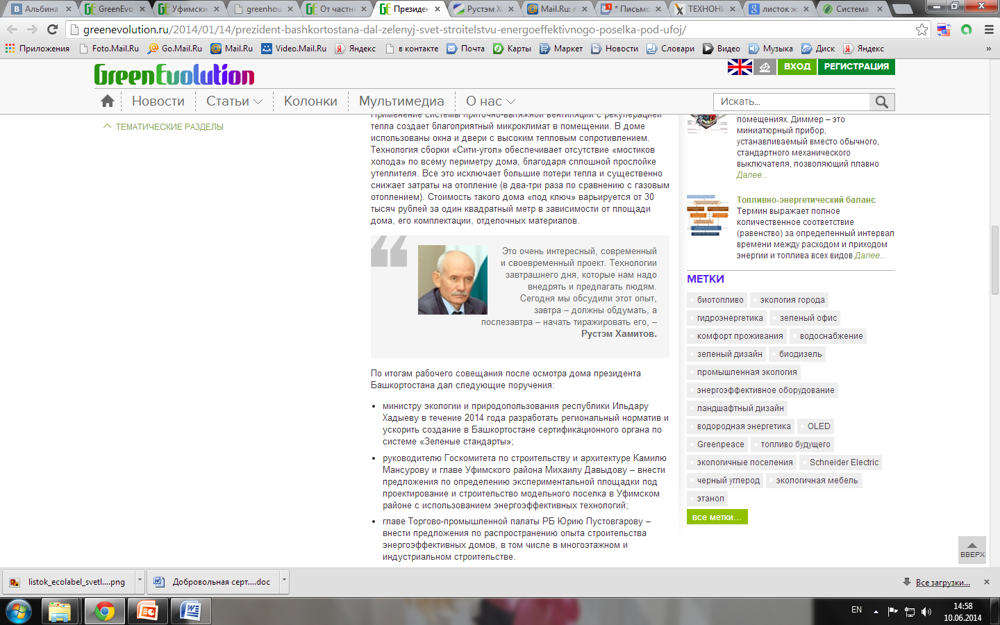 Альбина
GreenEvo
Уфимски
greenhou
От частно
Президен
Рустэм Х
Mail.Ru: п
* Письмо
ТЕХНОНИ
листок ж
Система
greenevolution.ru/2014/01/14/prezident-bashkortostana-dal-zelenyj-svet-stroitelstvu-energoeffektivnogo-poselka-pod-ufoj/
Приложения
Foto.Mail.Ru
Go.Mail.Ru
Mail.Ru
Video.Mail.Ru
Яндекс
в контакте
Почта
Карты
Маркет
Новости
Словари
Видео
Музыка
Диск
Яндекс
»
GreenEvolution
ВХОД
РЕГИСТРАЦИЯ
Новости
Статьи
Колонки
Мультимедиа
О нас
Искать...
ТЕМАТИЧЕСКИЕ РАЗДЕЛЫ
Применение системы приточно-вытяжной вентиляции с рекуперацией
тепла создает благоприятный микроклимат в помещении. В доме
использованы окна и двери с высоким тепловым сопротивлением.
Технология сборки «Сити-угол» обеспечивает отсутствие «мостиков
холода» по всему периметру дома, благодаря сплошной прослойке
утеплителя. Все это исключает большие потери тепла и существенно
снижает затраты на отопление (в два-три раза по сравнению с газовым
отоплением). Стоимость такого дома «под ключ» варьируется от 30
тысяч рублей за один квадратный метр в зависимости от площади
дома, его комплектации, отделочных материалов.
Это очень интересный, современный
и своевременный проект. Технологии
завтрашнего дня, которые нам надо
внедрять и предлагать людям.
Сегодня мы обсудили этот опыт,
завтра – должны обдумать, а
послезавтра – начать тиражировать его, –
Рустэм Хамитов.
По итогам рабочего совещания после осмотра дома президента
Башкортостана дал следующие поручения:
• министру экологии и природопользования республики Ильдару
Хадыеву в течение 2014 года разработать региональный норматив и
ускорить создание в Башкортостане сертификационного органа по
системе «Зеленые стандарты»;
• руководителю Госкомитета по строительству и архитектуре Камилю
Мансурову и главе Уфимского района Михаилу Давыдову – внести
предложения по определению экспериментальной площадки под
проектирование и строительство модельного поселка в Уфимском
районе с использованием энергоэффективных технологий;
• главе Торгово-промышленной палаты РБ Юрию Пустовгарову –
внести предложения по распространению опыта строительства
энергоэффективных домов, в том числе в многоэтажном и
индустриальном строительстве.
помещениях. Диммер – это
миниатюрный прибор,
устанавливаемый вместо обычного,
стандартного механического
выключателя, позволяющий плавно
Далее...
Топливно-энергетический баланс
Термин выражает полное
количественное соответствие
(равенство) за определенный интервал
времени между расходом и приходом
энергии и топлива всех видов Далее...
МЕТКИ
биотопливо
экология города
гидроэнергетика
зеленый офис
комфорт проживания
водоснабжение
зеленый дизайн
биодизель
промышленная экология
энергоэффективное оборудование
ландшафтный дизайн
водородная энергетика
OLED
Greenpeace
топливо будущего
экологичные поселения
Schneider Electric
черный углерод
экологичная мебель
этанол
все метки...
ВВЕРХ
listok_ecolabel_svetl....png
Добровольная серт....doc
Все загрузки...
EN
14:58
10.06.2014